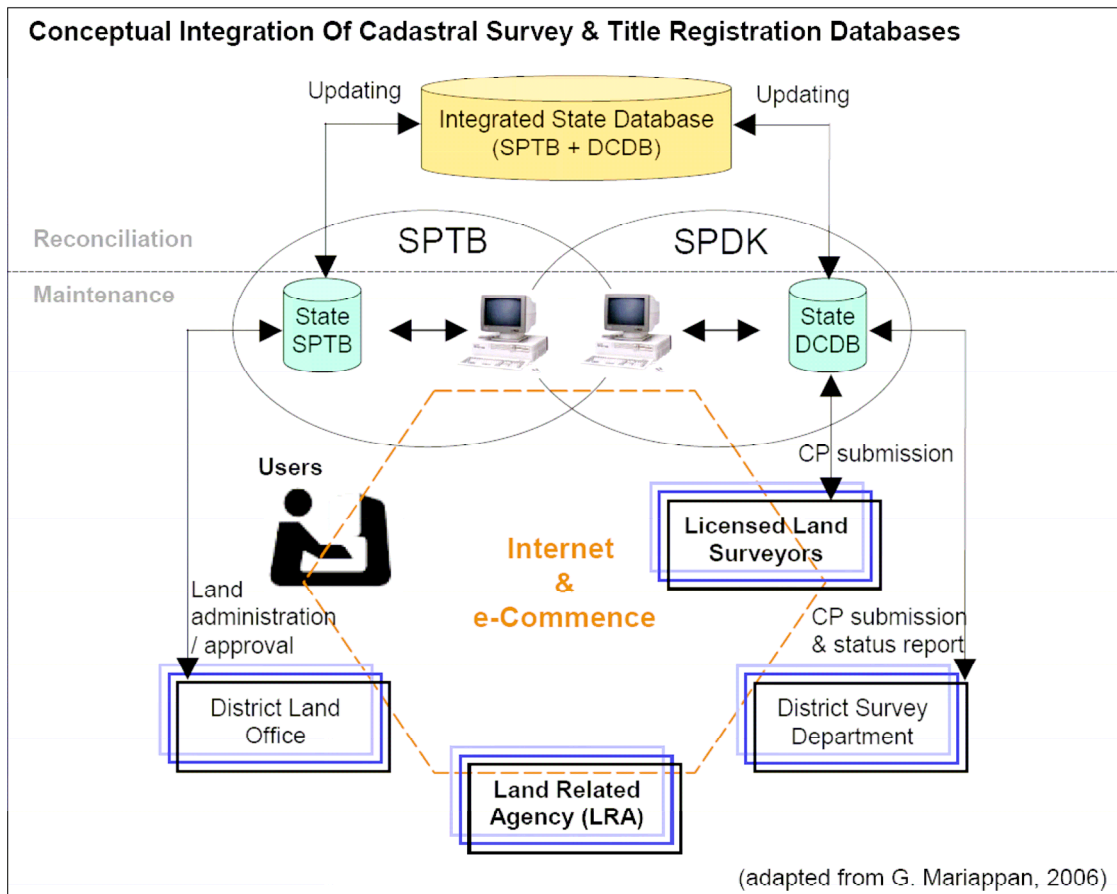 Conceptual Integration Of Cadastral Survey & Title Registration Databases
Updating
Updating
Integrated State Database
(SPTB + DCDB)
Reconciliation
SPTB
SPDK
Maintenance
State
SPTB
State
DCDB
CP submission
Users
Licensed Land
Surveyors
Internet
&
e-Commence
Land
administration
/ approval
CP submission
& status report
District Land
Office
District Survey
Department
Land Related
Agency (LRA)
(adapted from G. Mariappan, 2006)